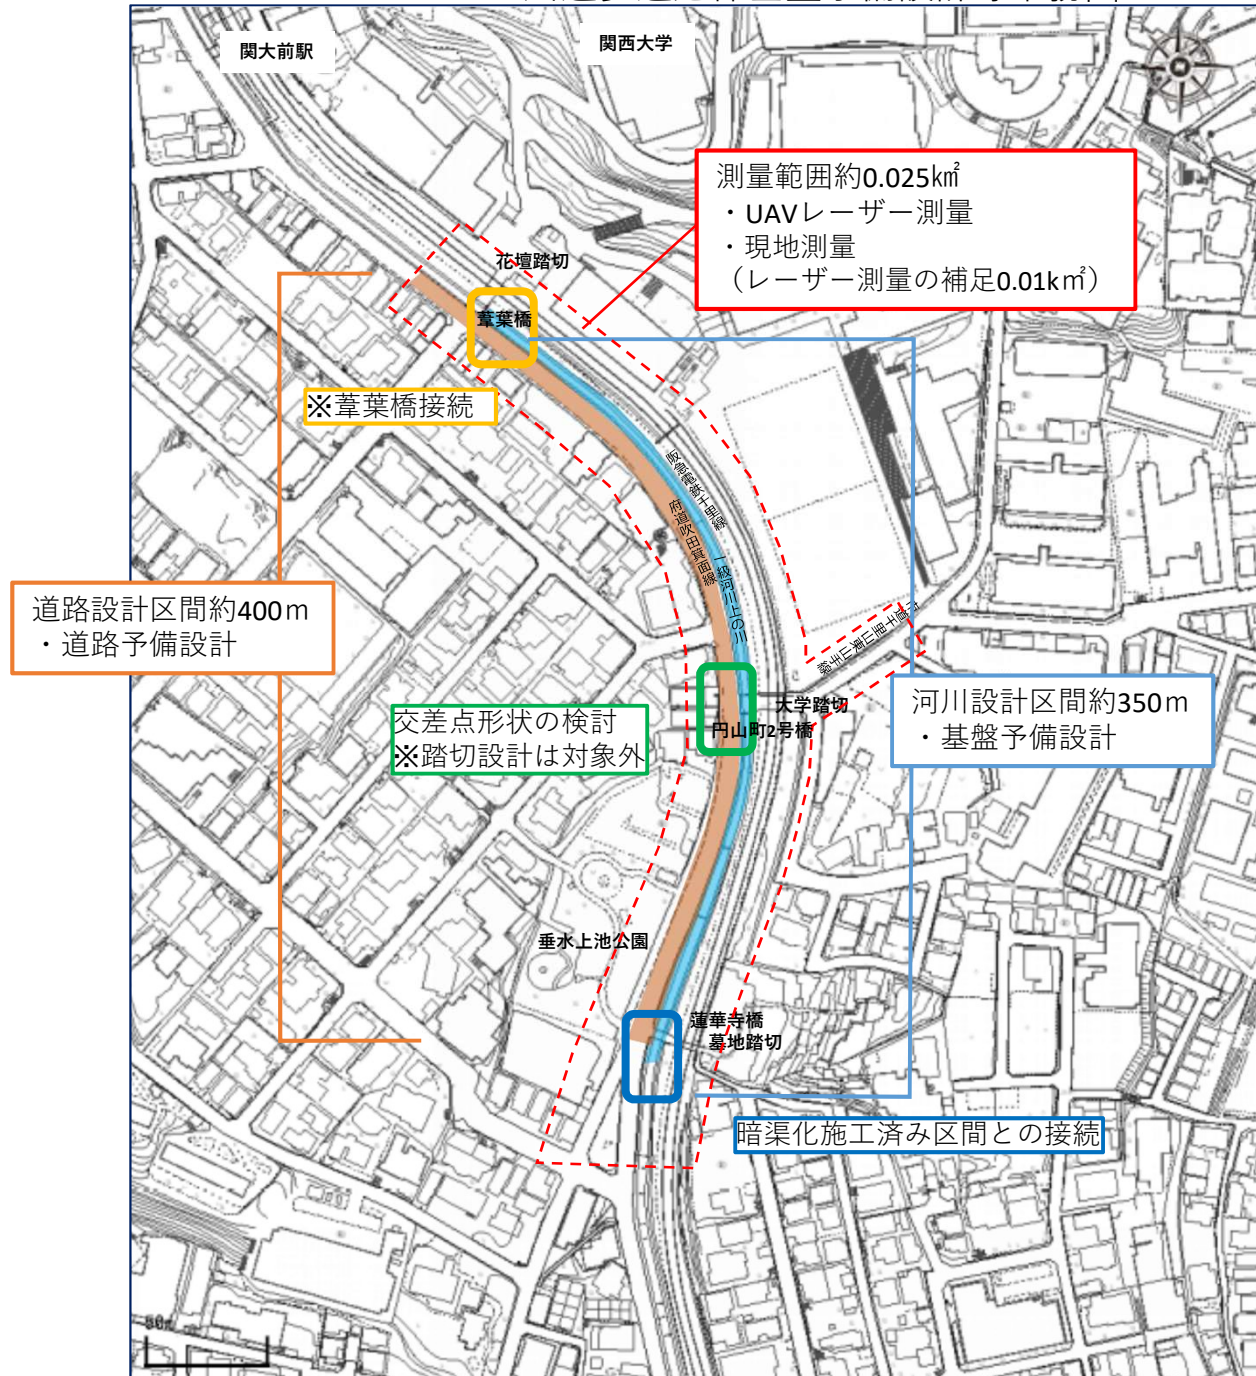 関大前駅
関西大学
測量範囲約0.025k㎡
・UAVレーザー測量
・現地測量
（レーザー測量の補足0.01k㎡）
花壇踏切
葦葉橋
※葦葉橋接続
阪急電鉄千里線
府道吹田箕面線
一級河川上の川
道路設計区間約400ｍ
・道路予備設計
大学踏切
円山町2号橋
交差点形状の検討
※踏切設計は対象外
河川設計区間約350ｍ
・基盤予備設計
垂水上池公園
蓮華寺橋
墓地踏切
暗渠化施工済み区間との接続